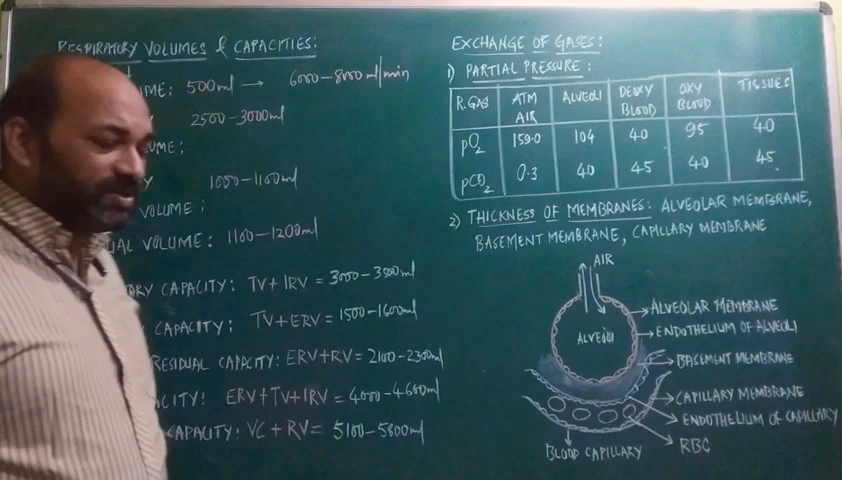 RESPIRATORY VOLUMES & CAPACITIES:
UME: 500ml → 6000-8000ml/min
2500-3000ml
UME:
Y 1000-1100ml
VOLUME:
UAL VOLUME: 1100-1200ml
ORY CAPACITY: TV+IRV=3000-3500ml
CAPACITY: TV+ERV=1500-1600ml
RESIDUAL CAPACITY: ERV+RV=2100-2300ml
ACITY: ERV+TV+IRV=4000-4600ml
CAPACITY: VC+RV= 5100-5800ml
EXCHANGE OF GASES:
1) PARTIAL PRESSURE:
R.GAS ATM AIR ALVEOLI DEOXY BLOOD OXY BLOOD TISSUES
pO2 159.0 104 40 95 40
pCO2 0.3 40 45 40 45
2) THICKNESS OF MEMBRANES: ALVEOLAR MEMBRANE,
BASEMENT MEMBRANE, CAPILLARY MEMBRANE
AIR
ALVEOLI
ALVEOLAR MEMBRANE
ENDOTHELIUM OF ALVEOLI
BASEMENT MEMBRANE
CAPILLARY MEMBRANE
ENDOTHELIUM OF CAPILLARY
RBC
BLOOD CAPILLARY